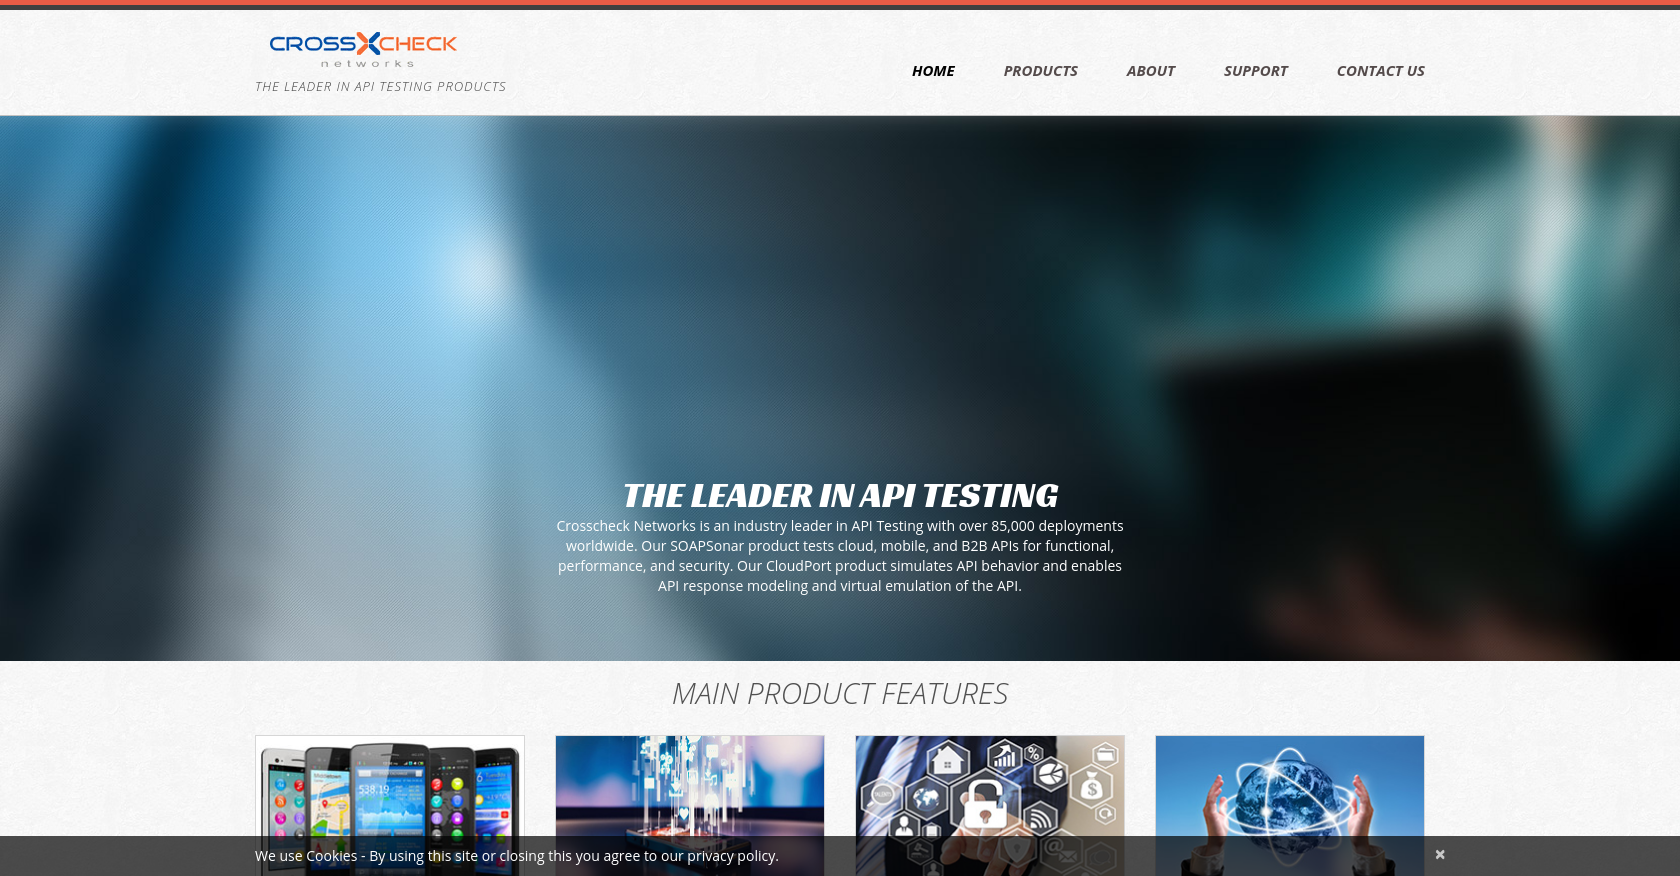 CROSSXCHECK
networks
THE LEADER IN API TESTING PRODUCTS
HOME PRODUCTS ABOUT SUPPORT CONTACT US
THE LEADER IN API TESTING
Crosscheck Networks is an industry leader in API Testing with over 85,000 deployments
worldwide. Our SOAPSonar product tests cloud, mobile, and B2B APIs for functional,
performance, and security. Our CloudPort product simulates API behavior and enables
API response modeling and virtual emulation of the API.
MAIN PRODUCT FEATURES
538.19
We use Cookies - By using this site or closing this you agree to our privacy policy.
×